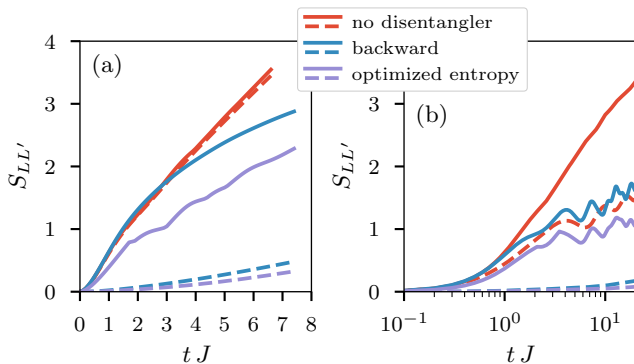 no disentangler
backward
optimized entropy
(a)
(b)
S_{LL'}
4
3
2
1
0
0 1 2 3 4 5 6 7 8
t J
S_{LL'}
4
3
2
1
0
10^{-1} 10^{0} 10^{1}
t J